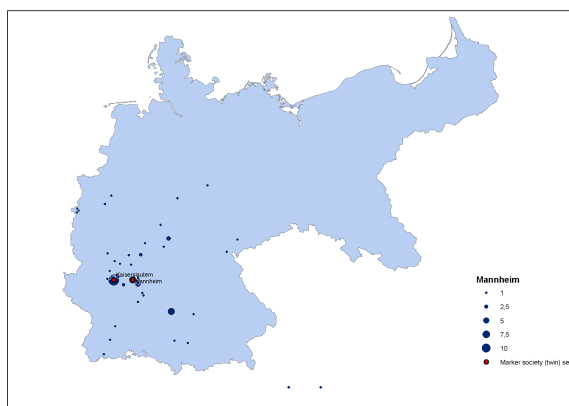 Kaiserslautern
Mannheim
Mannheim
1
2,5
5
7,5
10
Marker society (twin) se